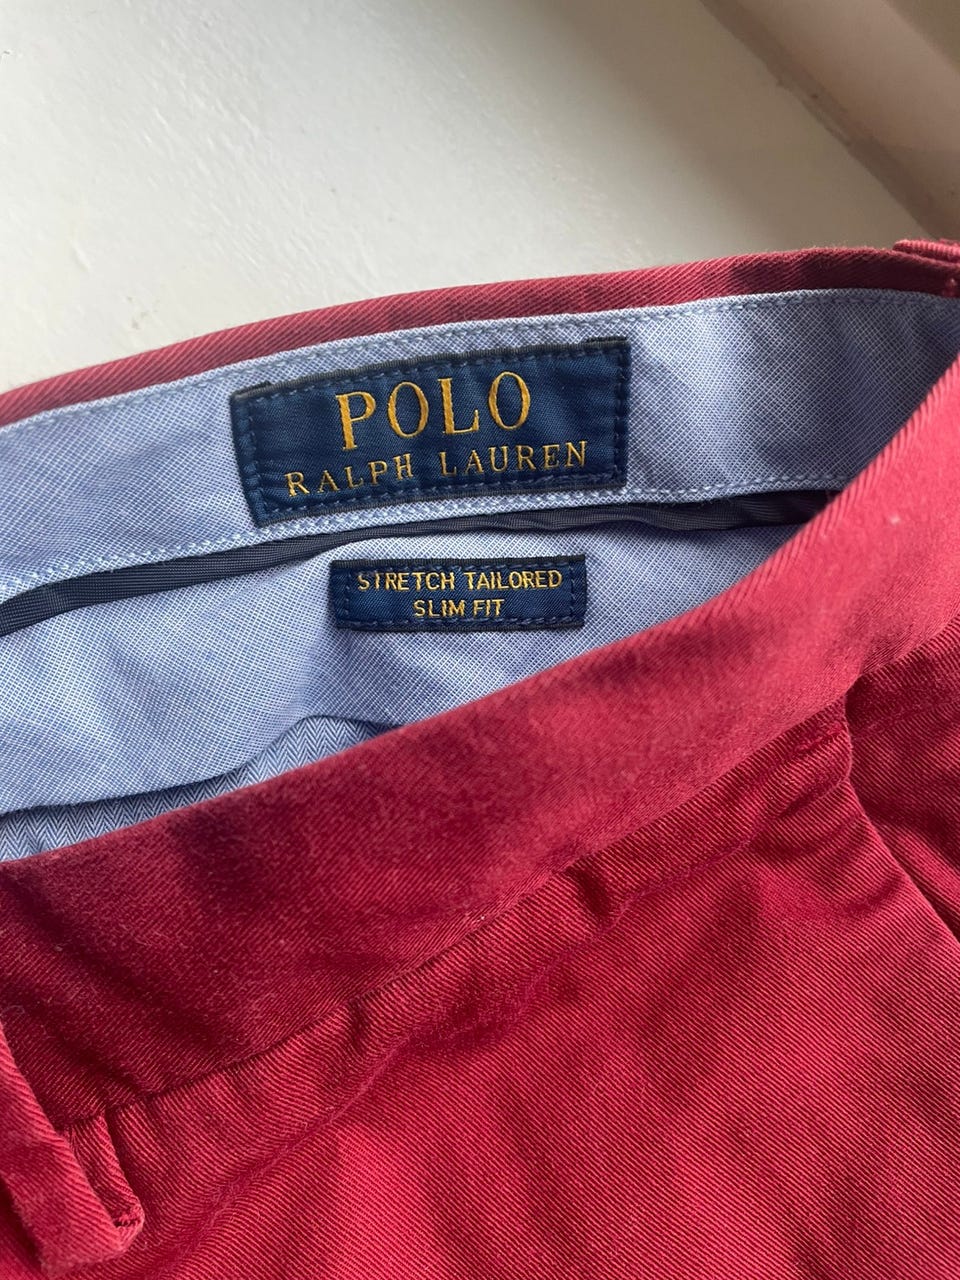 POLO
RALPH LAUREN
STRETCH TAILORED
SLIM FIT